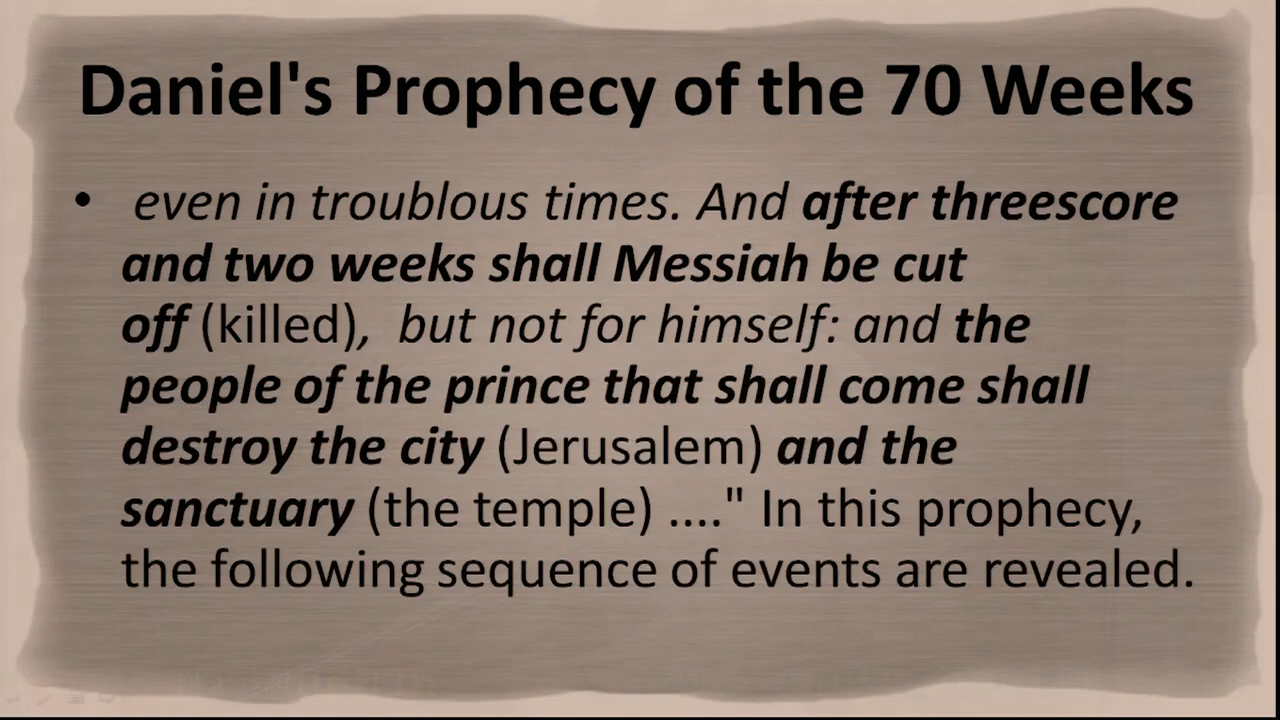 Daniel's Prophecy of the 70 Weeks
• even in troublous times. And after threescore
and two weeks shall Messiah be cut
off (killed),  but not for himself: and the
people of the prince that shall come shall
destroy the city (Jerusalem) and the
sanctuary (the temple) ...." In this prophecy,
the following sequence of events are revealed.